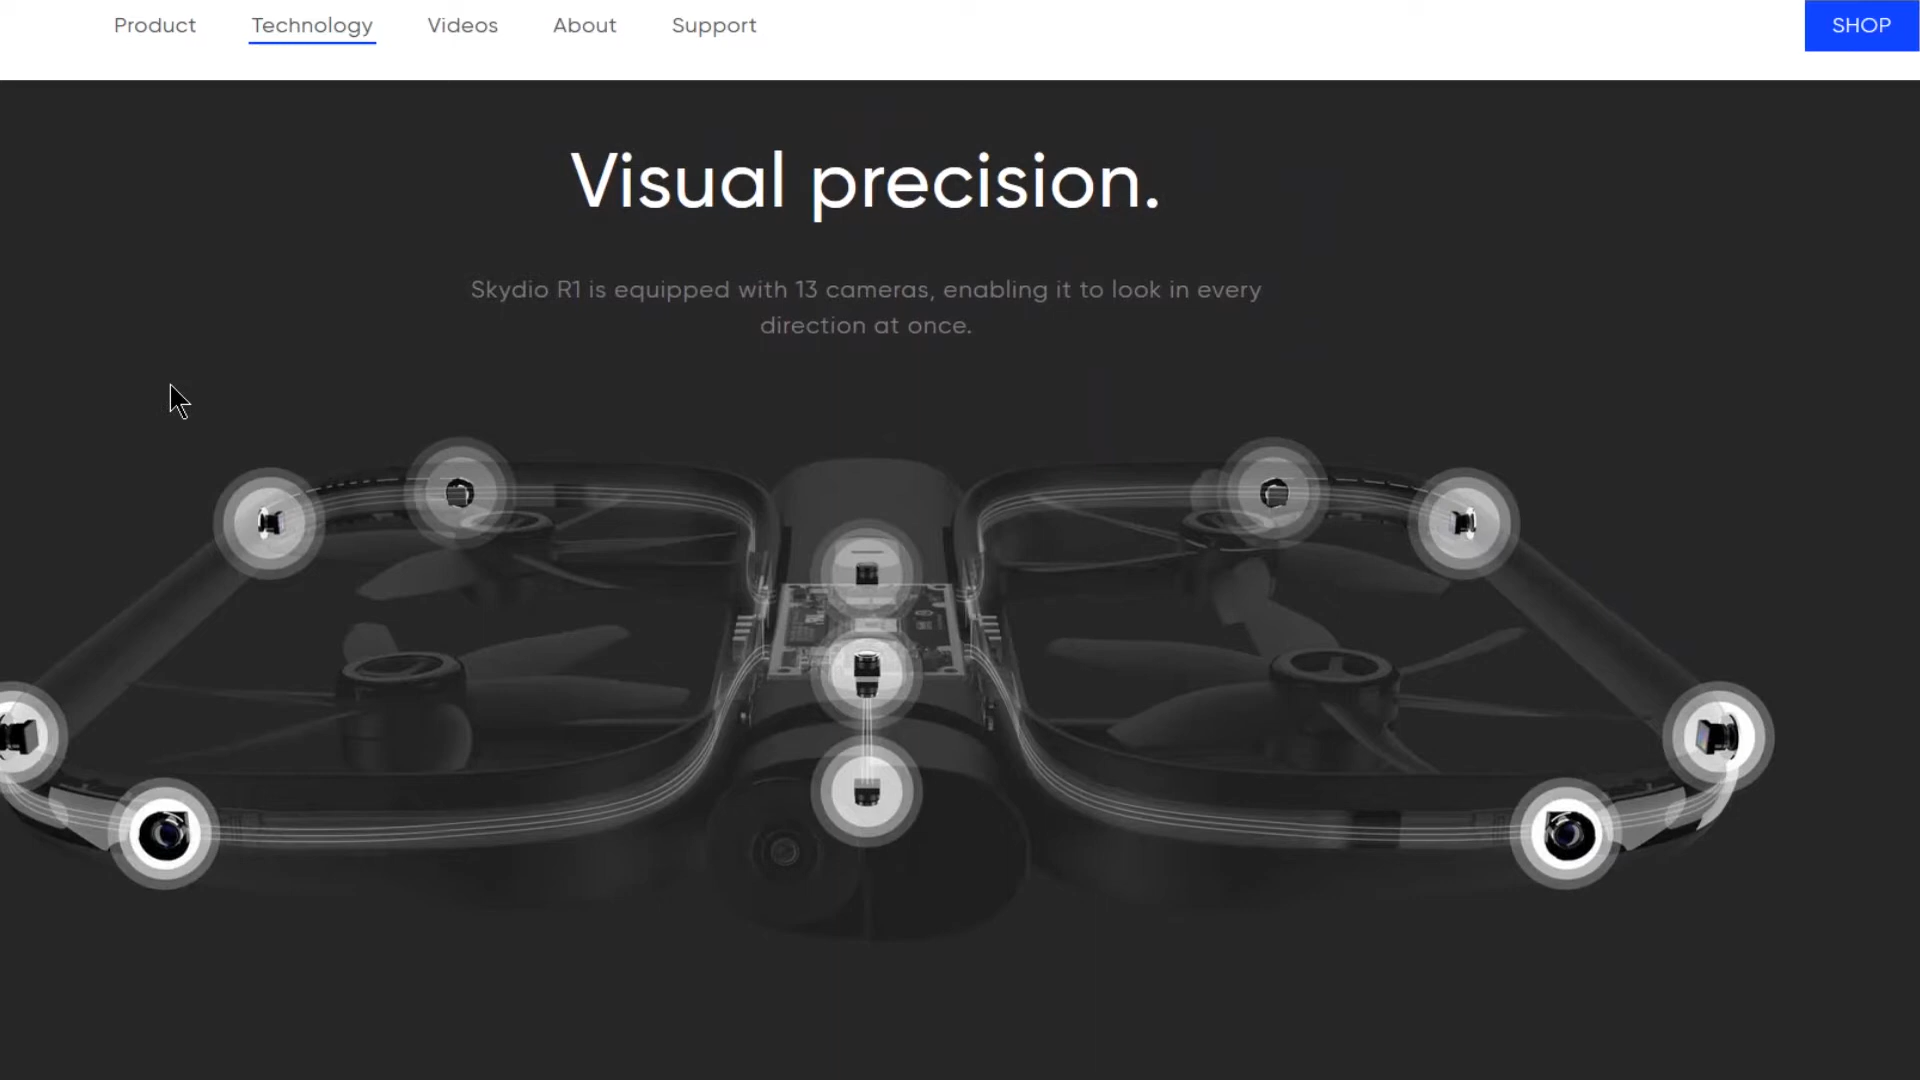 Product Technology Videos About Support SHOP
Visual precision.
Skydio R1 is equipped with 13 cameras, enabling it to look in every
direction at once.